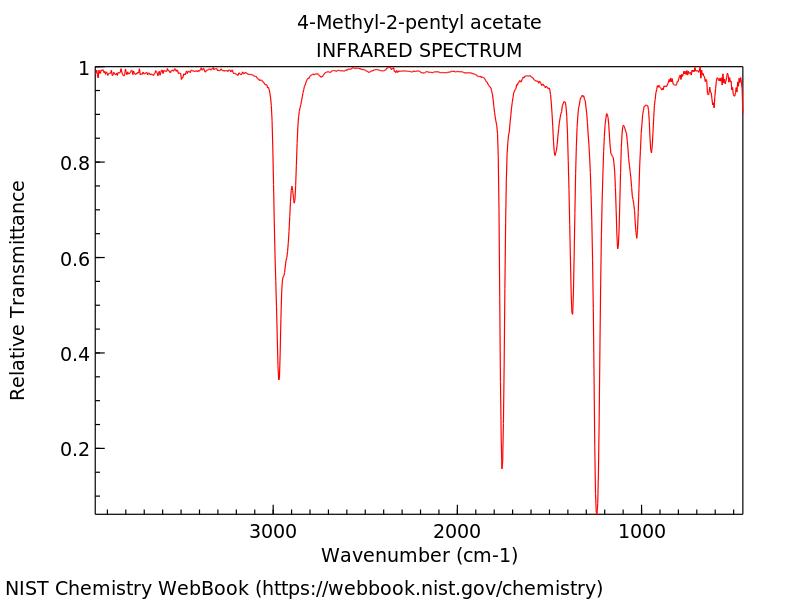 4-Methyl-2-pentyl acetate
INFRARED SPECTRUM
Relative Transmittance
1
0.8
0.6
0.4
0.2
3000 2000 1000
Wavenumber (cm-1)
NIST Chemistry WebBook (https://webbook.nist.gov/chemistry)